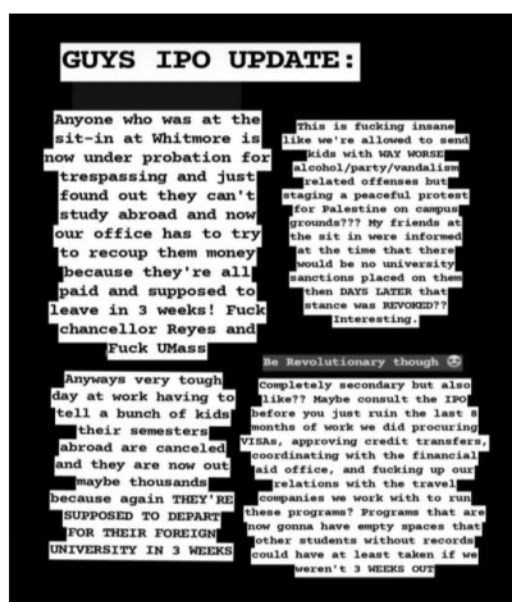 GUYS IPO UPDATE:
Anyone who was at the
sit-in at Whitmore is
now under probation for
trespassing and just
found out they can't
study abroad and now
our office has to try
to recoup them money
because they're all
paid and supposed to
leave in 3 weeks! Fuck
chancellor Reyes and
Fuck UMass
This is fucking insane
like we're allowed to send
kids with WAY WORSE
alcohol/party/vandalism
related offenses but
staging a peaceful protest
for Palestine on campus
grounds??? My friends at
the sit in were informed
at the time that there
would be no university
sanctions placed on them
then DAYS LATER that
stance was REVOKED??
Interesting.
Anyways very tough
day at work having to
tell a bunch of kids
their semesters
abroad are canceled
and they are now out
maybe thousands
because again THEY'RE
SUPPOSED TO DEPART
FOR THEIR FOREIGN
UNIVERSITY IN 3 WEEKS
Be Revolutionary though
Completely secondary but also
like?? Maybe consult the IPO
before you just ruin the last 8
months of work we did procuring
VISAs, approving credit transfers,
coordinating with the financial
aid office, and fucking up our
relations with the travel
companies we work with to run
these programs? Programs that are
now gonna have empty spaces that
other students without records
could have at least taken if we
weren't 3 WEEKS OUT